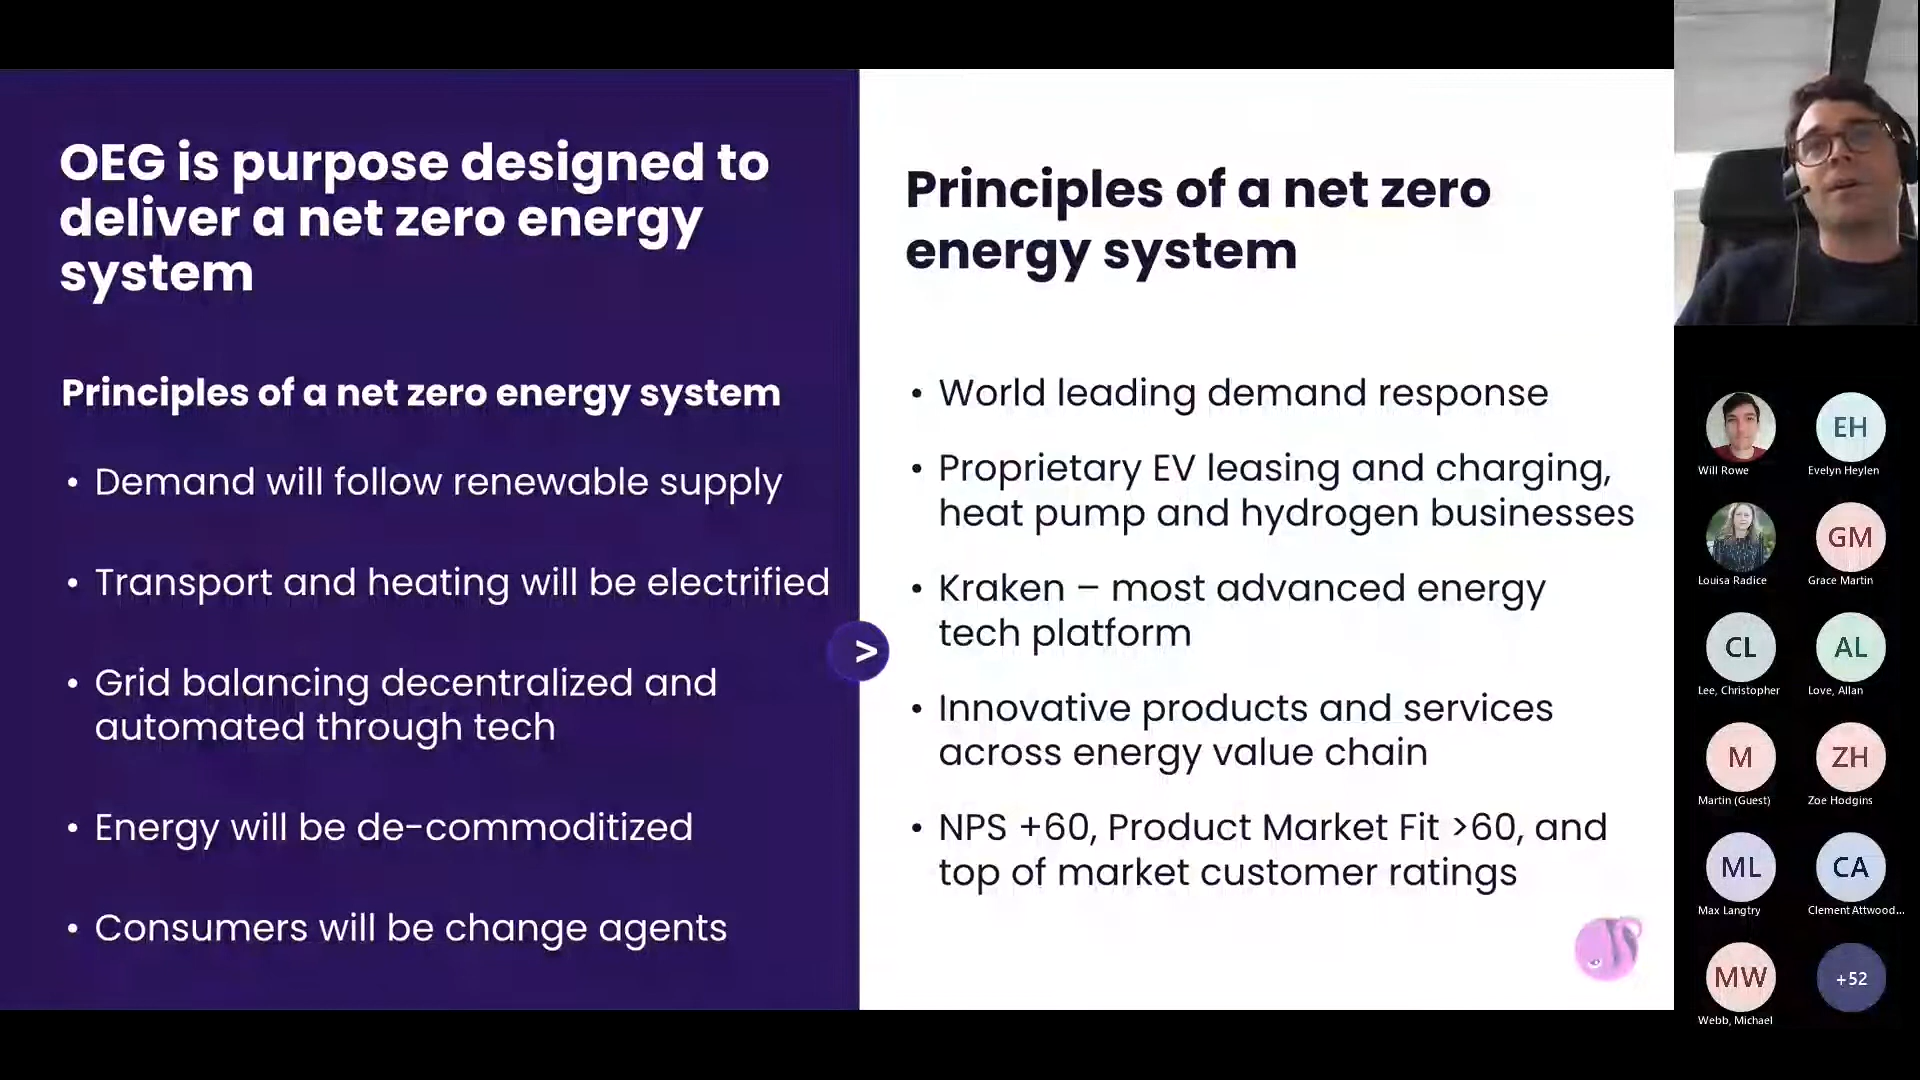 OEG is purpose designed to
deliver a net zero energy
system
Principles of a net zero energy system
• Demand will follow renewable supply
• Transport and heating will be electrified
• Grid balancing decentralized and
automated through tech
• Energy will be de-commoditized
• Consumers will be change agents
>
Principles of a net zero
energy system
• World leading demand response
• Proprietary EV leasing and charging,
heat pump and hydrogen businesses
• Kraken – most advanced energy
tech platform
• Innovative products and services
across energy value chain
• NPS +60, Product Market Fit >60, and
top of market customer ratings
Will Rowe
EH
Evelyn Heylen
Louisa Radice
GM
Grace Martin
CL
Lee, Christopher
AL
Love, Allan
M
Martin (Guest)
ZH
Zoe Hodgins
ML
Max Langtry
CA
Clement Attwood...
MW
Webb, Michael
+52